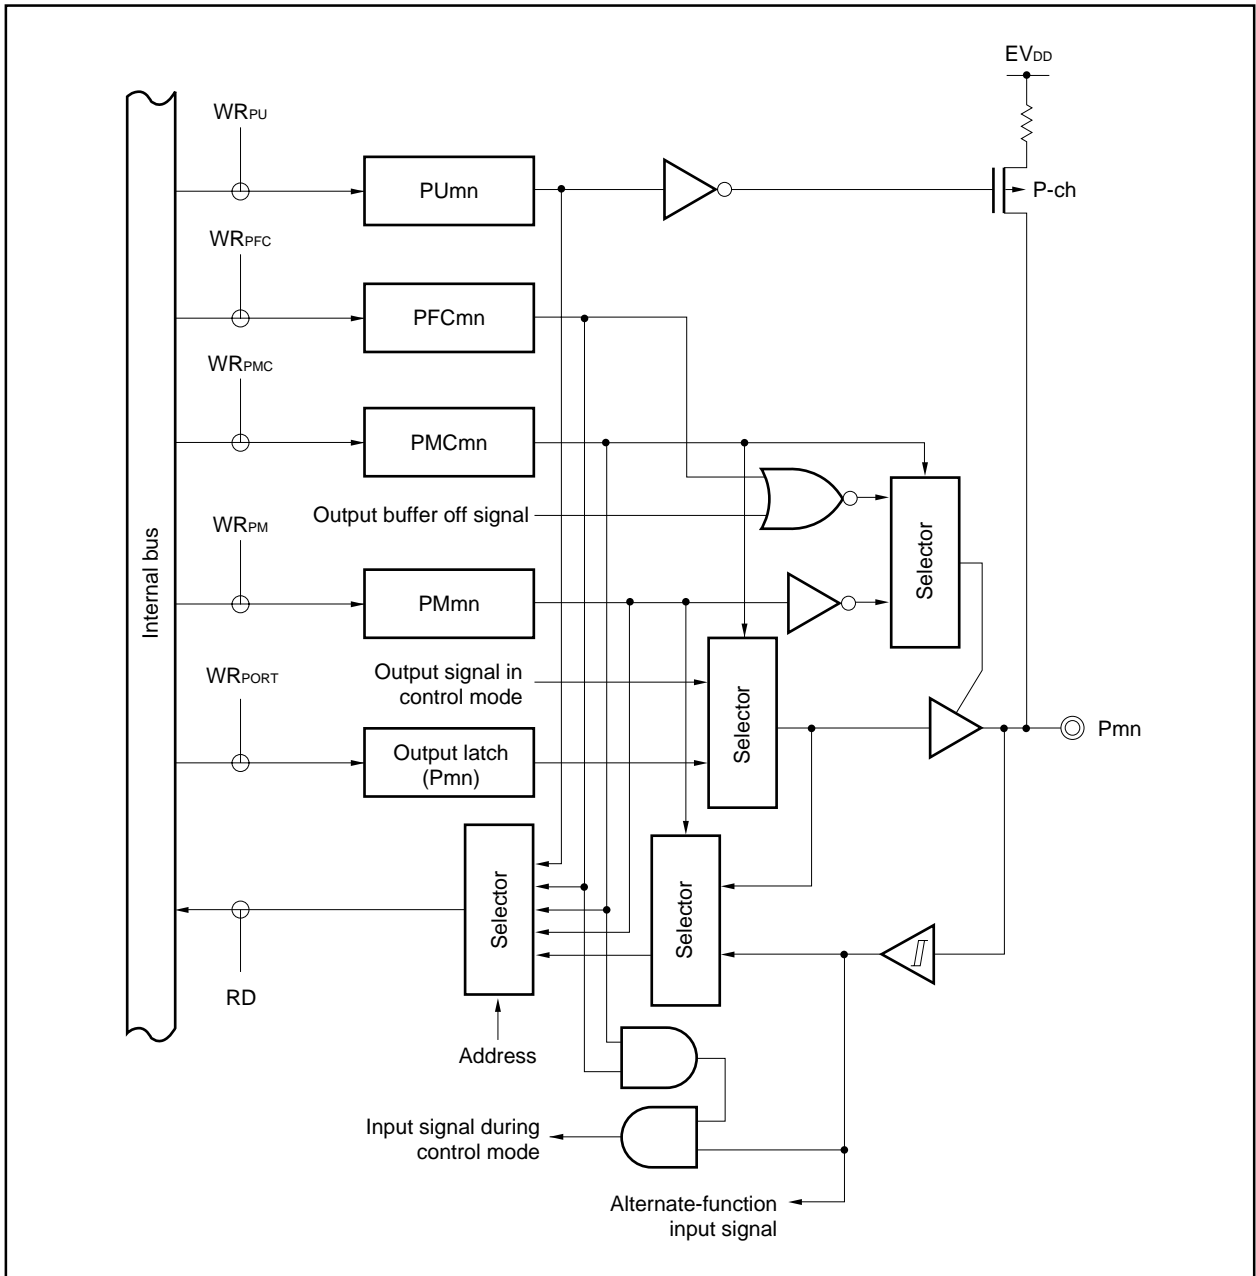 EVDD
WRPU
PUmn
P-ch
WRPFC
PFCmn
WRPMC
PMCmn
Output buffer off signal
Selector
WRPM
PMmn
Internal bus
Output signal in
control mode
Selector
WRPORT
Output latch
(Pmn)
Pmn
Selector
Selector
RD
Address
Input signal during
control mode
Alternate-function
input signal